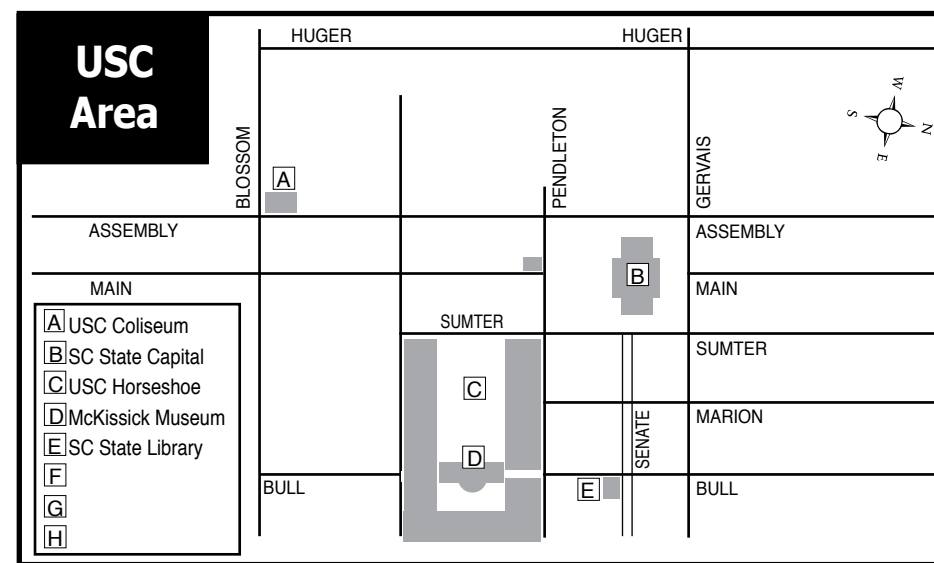 USC
Area
HUGER
HUGER
BLOSSOM
PENDLETON
GERVAIS
W
S
N
E
A
ASSEMBLY
ASSEMBLY
B
MAIN
MAIN
SUMTER
SUMTER
A USC Coliseum
B SC State Capital
C USC Horseshoe
D McKissick Museum
E SC State Library
F
G
H
C
MARION
SENATE
D
BULL
E
BULL